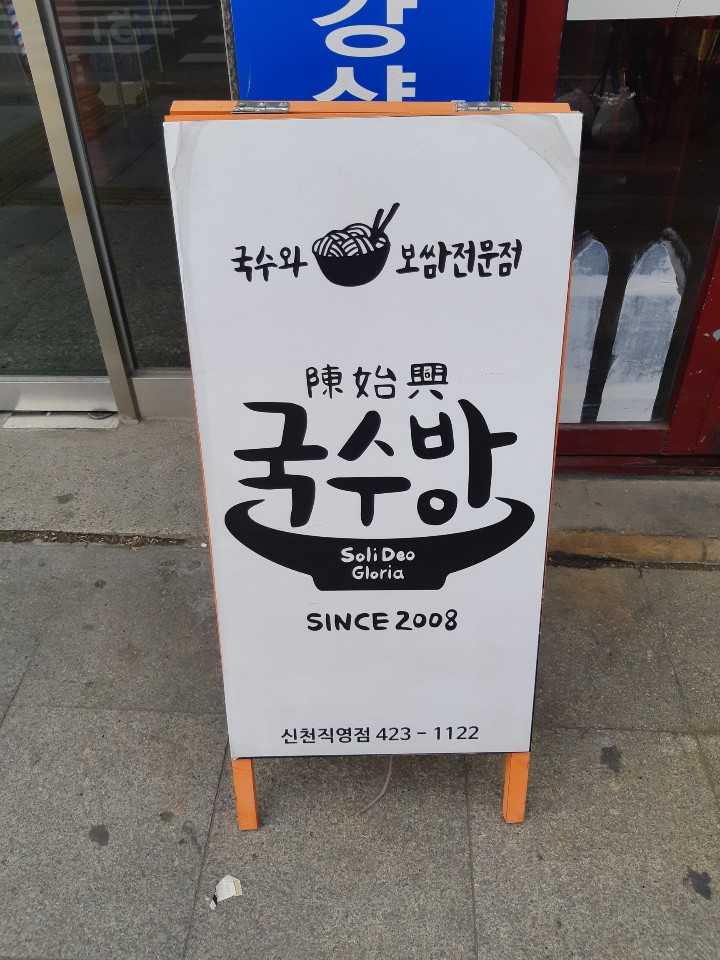 강
국수와 보쌈전문점
陳始興
국수방
Soli Deo
Gloria
SINCE 2008
신천직영점 423 - 1122